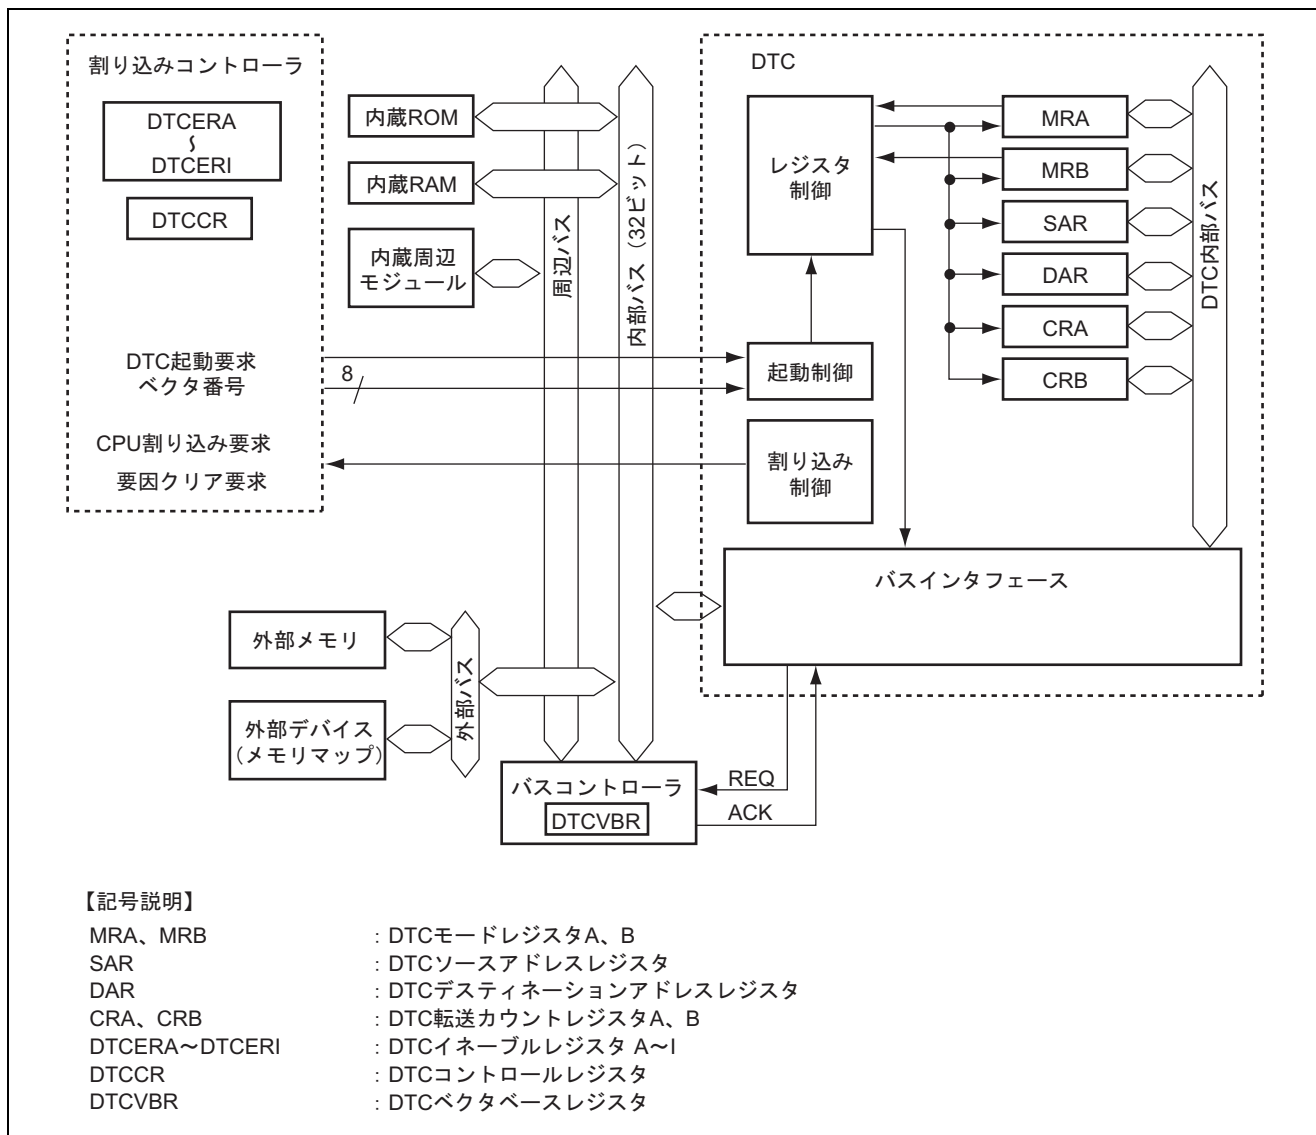 割り込みコントローラ
DTCERA
~
DTCERI
DTCCR
DTC起動要求
ベクタ番号
8
CPU割り込み要求
要因クリア要求
内蔵ROM
内蔵RAM
内蔵周辺
モジュール
周辺バス
内部バス（32ビット）
DTC
レジスタ
制御
起動制御
割り込み
制御
MRA
MRB
SAR
DAR
CRA
CRB
DTC内部バス
バスインタフェース
外部メモリ
外部デバイス
（メモリマップ）
外部バス
バスコントローラ
DTCVBR
REQ
ACK
【記号説明】
MRA、MRB : DTCモードレジスタA、B
SAR : DTCソースアドレスレジスタ
DAR : DTCデスティネーションアドレスレジスタ
CRA、CRB : DTC転送カウントレジスタA、B
DTCERA～DTCERI : DTCイネーブルレジスタ A～I
DTCCR : DTCコントロールレジスタ
DTCVBR : DTCベクタベースレジスタ